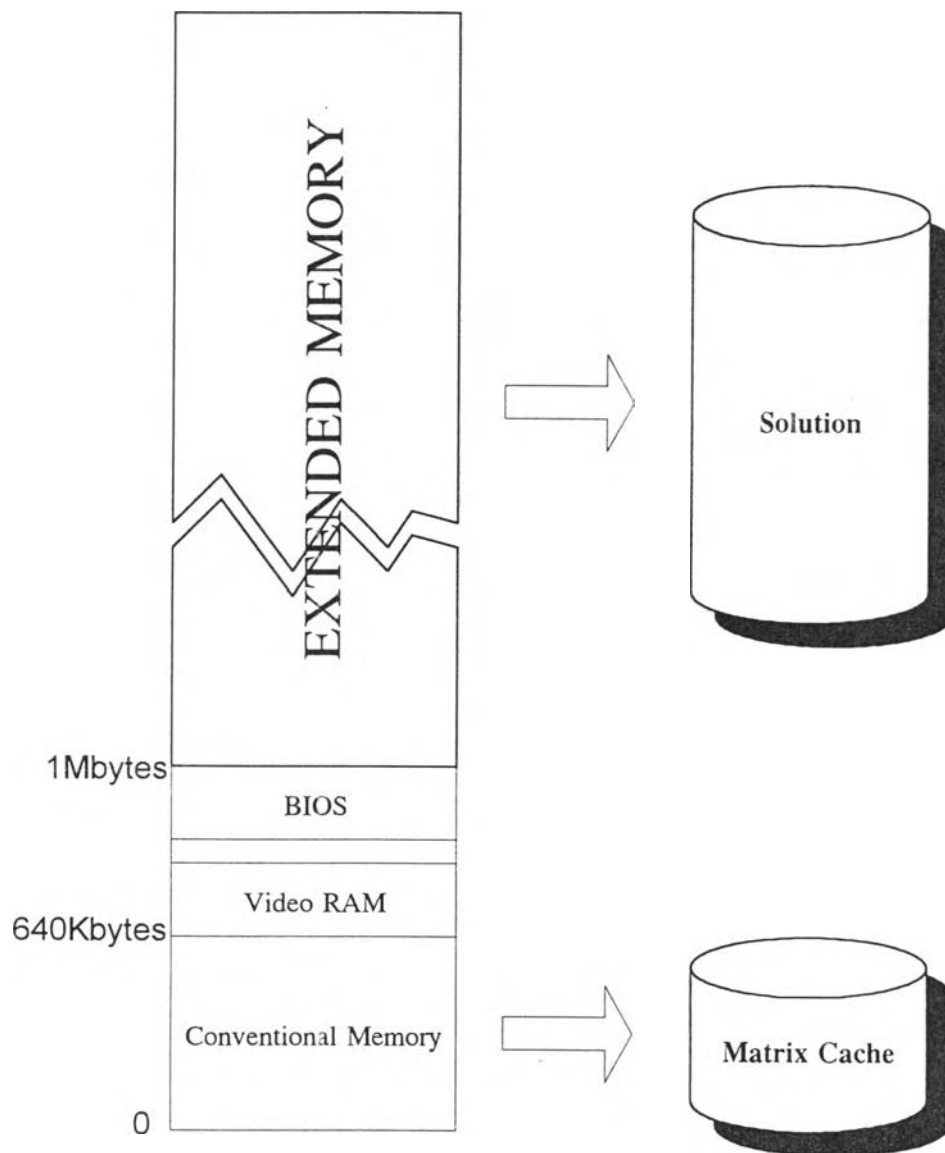 EXTENDED MEMORY
Solution
1Mbytes
BIOS
Video RAM
640Kbytes
Conventional Memory
Matrix Cache
0